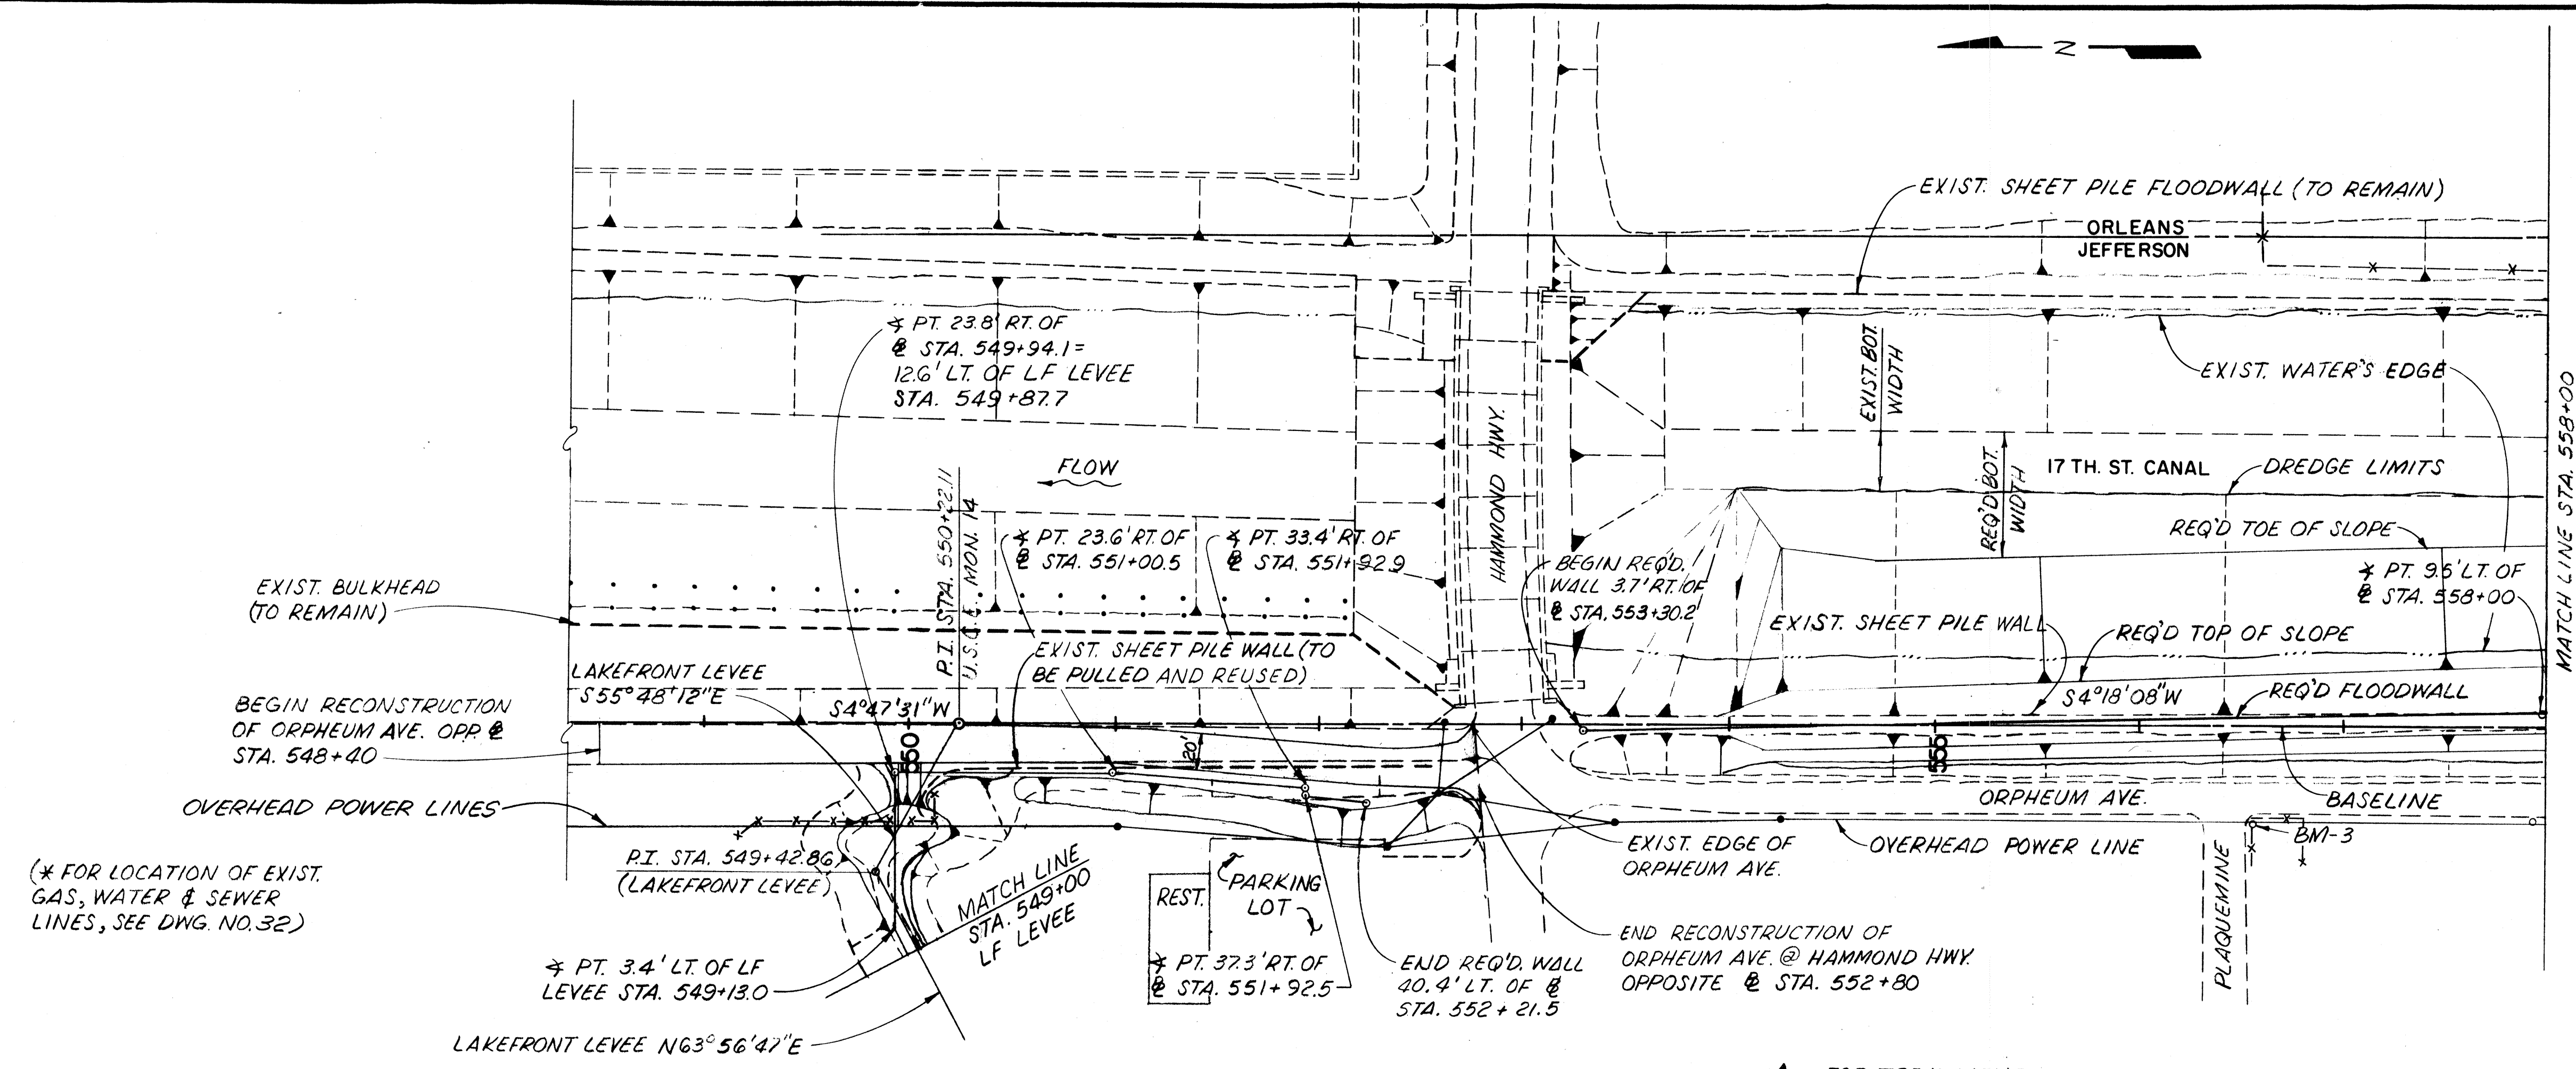 N
EXIST. SHEET PILE FLOODWALL (TO REMAIN)
ORLEANS
JEFFERSON
∢ PT. 23.8' RT. OF
℄ STA. 549+94.1=
12.6' LT. OF LF LEVEE
STA. 549+87.7
EXIST. BOT.
WIDTH
EXIST. WATER'S EDGE
MATCH LINE STA. 558+00
HAMMOND HWY.
FLOW
17 TH. ST. CANAL
DREDGE LIMITS
REQ'D BOT.
WIDTH
P.I. STA. 550+22.11
U.S.C.E. MON. 14
∢ PT. 23.6' RT. OF
℄ STA. 551+00.5
∢ PT. 33.4' RT. OF
℄ STA. 551+92.9
REQ'D TOE OF SLOPE
BEGIN REQ'D.
WALL 3.7' RT. OF
℄ STA. 553+30.2
∢ PT. 9.5' LT. OF
℄ STA. 558+00
EXIST. BULKHEAD
(TO REMAIN)
EXIST. SHEET PILE WALL
REQ'D TOP OF SLOPE
EXIST. SHEET PILE WALL (TO
BE PULLED AND REUSED)
LAKEFRONT LEVEE
S55°48'12"E
S4°47'31"W
S4°18'08"W
REQ'D FLOODWALL
BEGIN RECONSTRUCTION
OF ORPHEUM AVE. OPP. ℄
STA. 548+40
550
20'
555
OVERHEAD POWER LINES
ORPHEUM AVE.
BASELINE
BM-3
EXIST. EDGE OF
ORPHEUM AVE.
OVERHEAD POWER LINE
P.I. STA. 549+42.86
(LAKEFRONT LEVEE)
(* FOR LOCATION OF EXIST.
GAS, WATER & SEWER
LINES, SEE DWG. NO. 32)
MATCH LINE
STA. 549+00
LF LEVEE
REST.
PARKING
LOT
PLAQUEMINE
∢ PT. 3.4' LT. OF LF
LEVEE STA. 549+13.0
∢ PT. 37.3' RT. OF
℄ STA. 551+92.5
END REQ'D. WALL
40.4' LT. OF ℄
STA. 552+21.5
END RECONSTRUCTION OF
ORPHEUM AVE. @ HAMMOND HWY.
OPPOSITE ℄ STA. 552+80
LAKEFRONT LEVEE N63°56'47"E